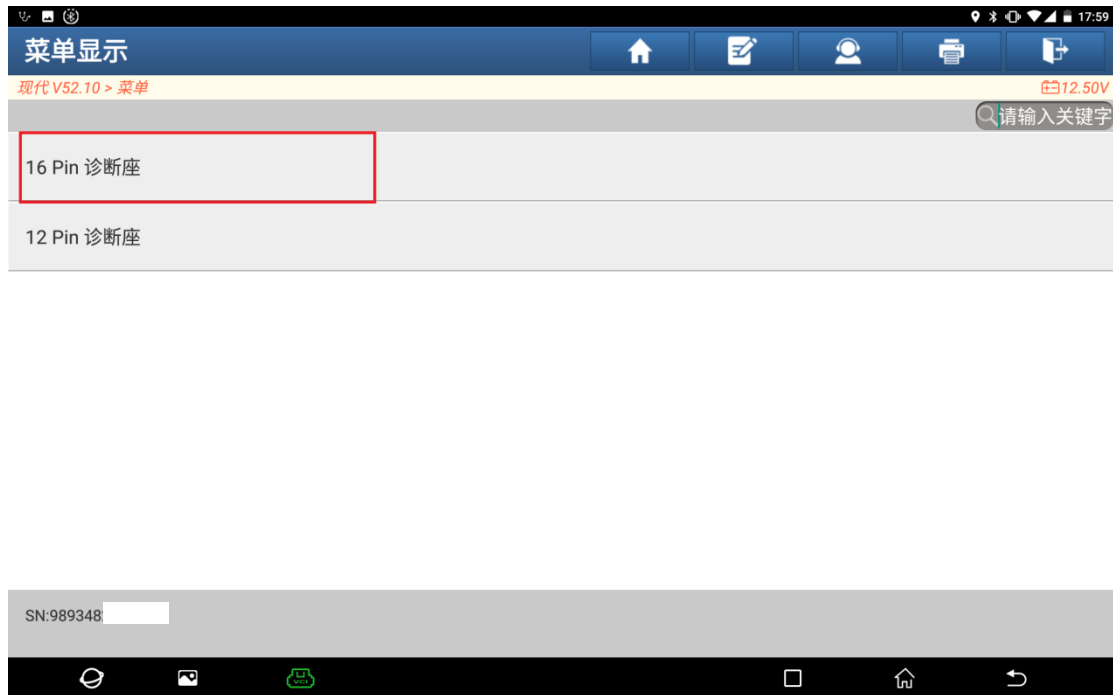 17:59
菜单显示
现代 V52.10 > 菜单
12.50V
请输入关键字
16 Pin 诊断座
12 Pin 诊断座
SN:989348
VCI